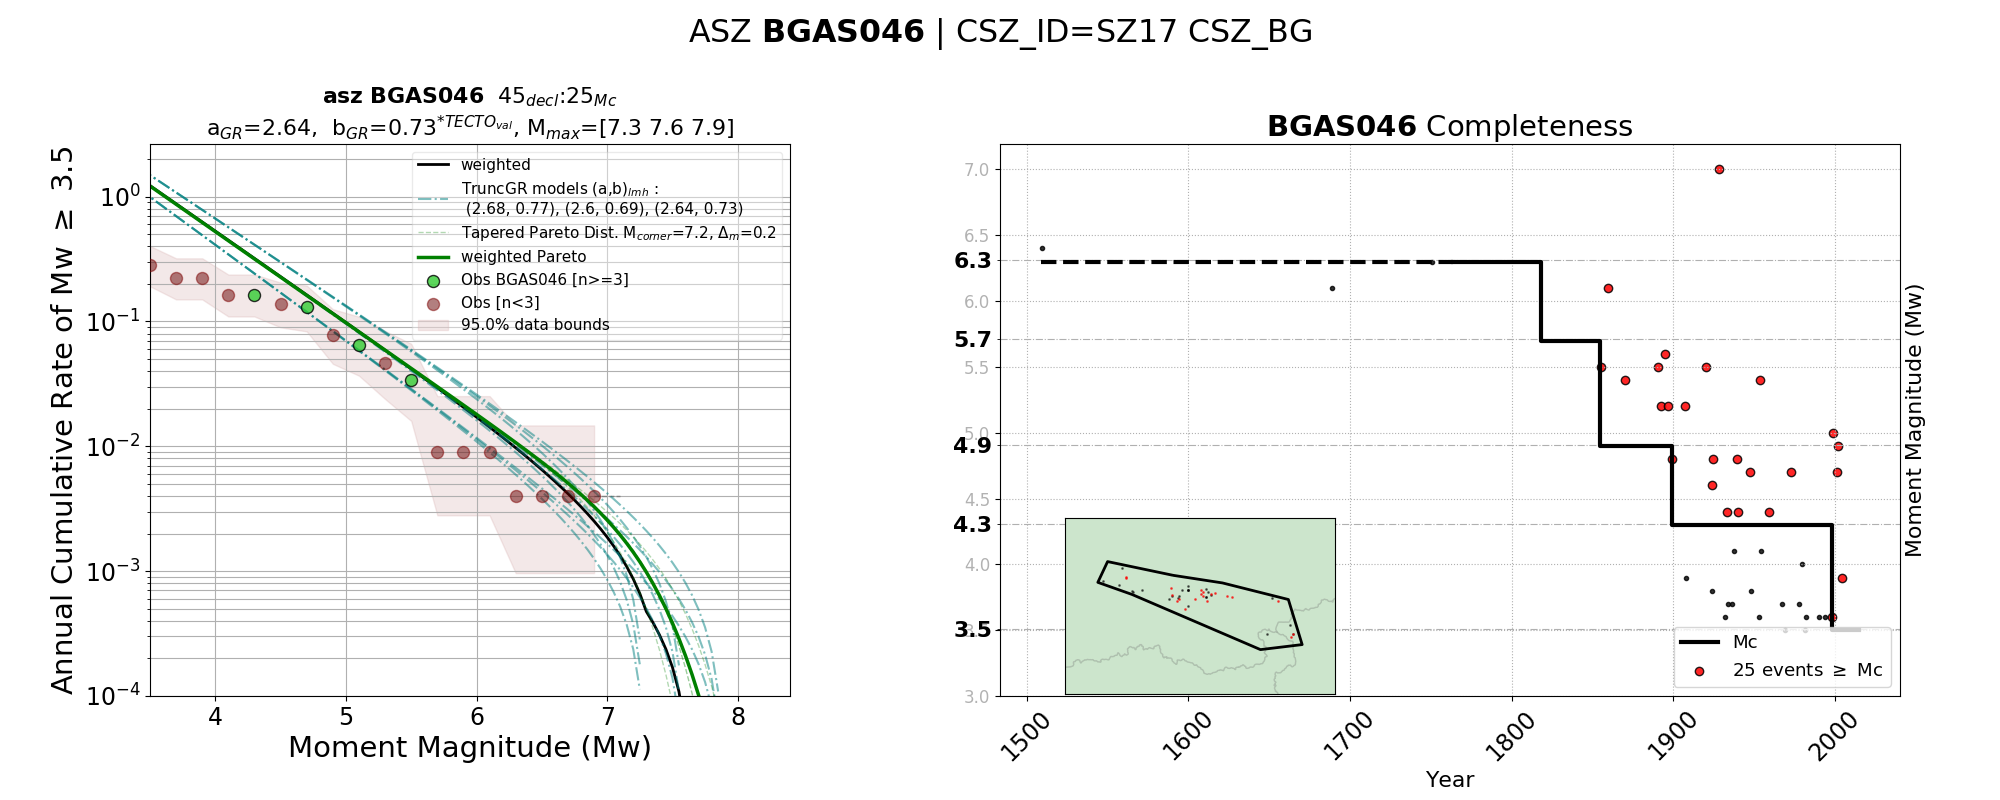 ASZ BGAS046 | CSZ_ID=SZ17 CSZ_BG
asz BGAS046 45decl:25Mc
aGR=2.64, bGR=0.73*TECTOval, Mmax=[7.3 7.6 7.9]
Annual Cumulative Rate of Mw ≥ 3.5
10^0
10^−1
10^−2
10^−3
10^−4
weighted
TruncGR models (a,b)lmh :
(2.68, 0.77), (2.6, 0.69), (2.64, 0.73)
Tapered Pareto Dist. Mcorner=7.2, Δm=0.2
weighted Pareto
Obs BGAS046 [n>=3]
Obs [n<3]
95.0% data bounds
4 5 6 7 8
Moment Magnitude (Mw)
BGAS046 Completeness
7.0
6.5
6.3
6.0
5.7
5.5
5.0
4.9
4.5
4.3
4.0
3.5
3.0
Moment Magnitude (Mw)
Mc
25 events ≥ Mc
1500 1600 1700 1800 1900 2000
Year